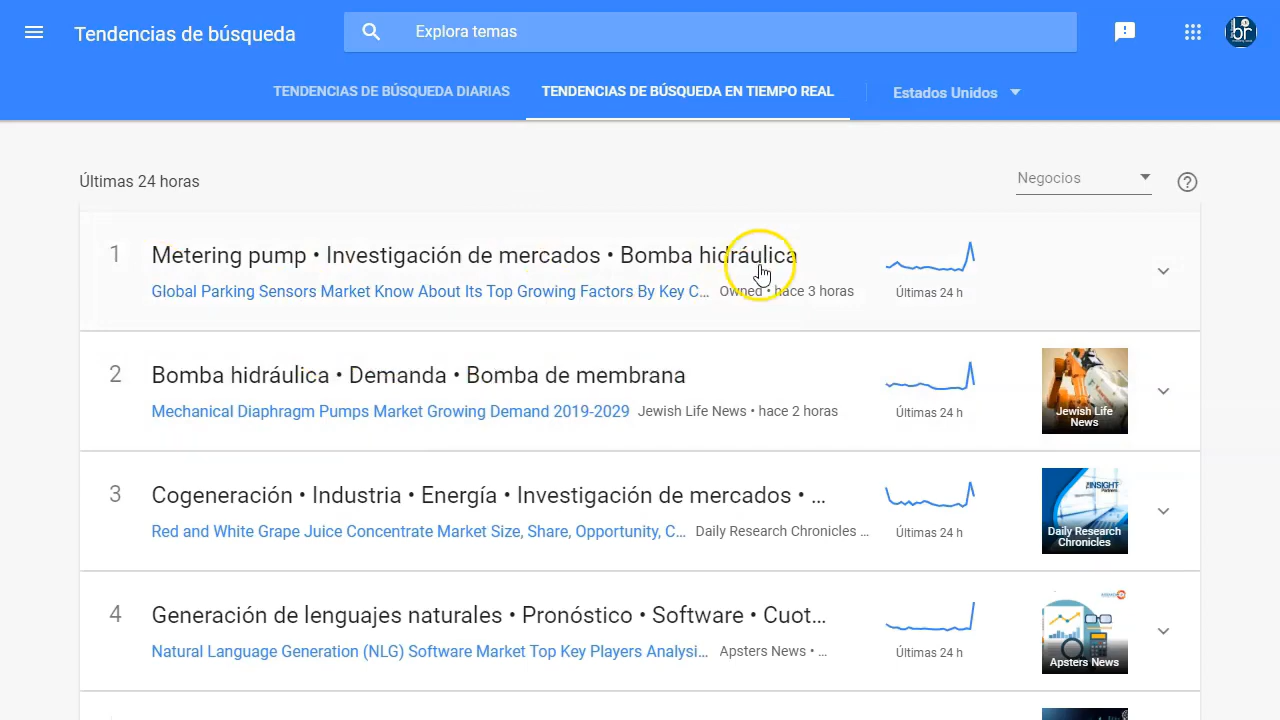 Tendencias de búsqueda
Explora temas
br
TENDENCIAS DE BÚSQUEDA DIARIAS
TENDENCIAS DE BÚSQUEDA EN TIEMPO REAL
Estados Unidos
Últimas 24 horas
Negocios
1
Metering pump • Investigación de mercados • Bomba hidráulica
Global Parking Sensors Market Know About Its Top Growing Factors By Key C... Owned • hace 3 horas
Últimas 24 h
2
Bomba hidráulica • Demanda • Bomba de membrana
Mechanical Diaphragm Pumps Market Growing Demand 2019-2029 Jewish Life News • hace 2 horas
Últimas 24 h
Jewish Life
News
3
Cogeneración • Industria • Energía • Investigación de mercados • ...
Red and White Grape Juice Concentrate Market Size, Share, Opportunity, C... Daily Research Chronicles ...
Últimas 24 h
Daily Research
Chronicles
4
Generación de lenguajes naturales • Pronóstico • Software • Cuot...
Natural Language Generation (NLG) Software Market Top Key Players Analysi... Apsters News • ...
Últimas 24 h
Apsters News